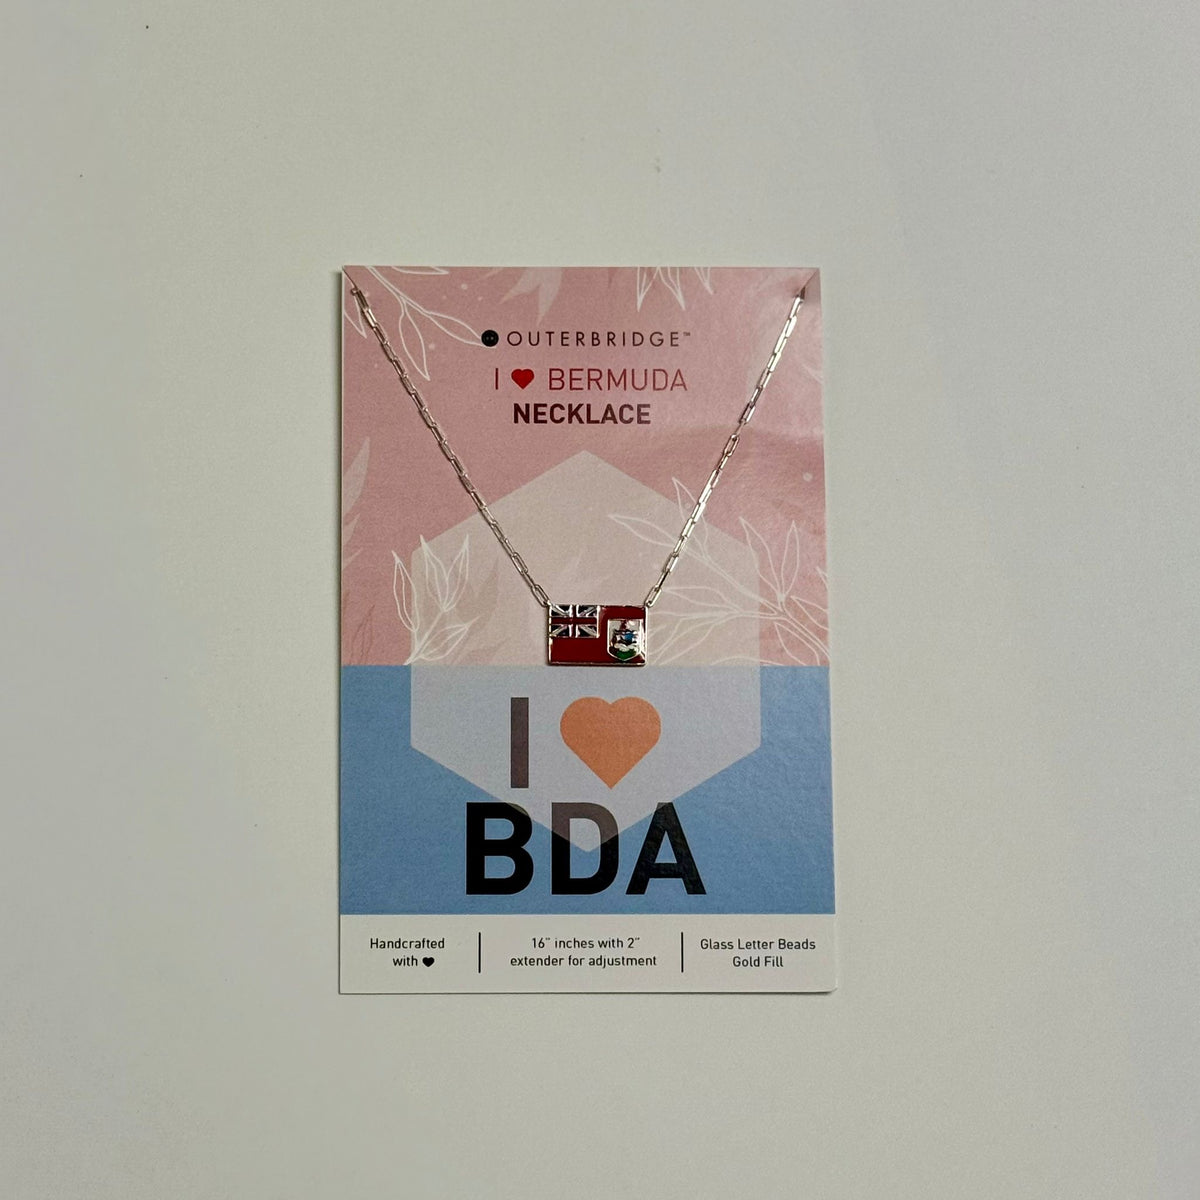 OUTERBRIDGE™
I ♥ BERMUDA
NECKLACE
I ♥
BDA
Handcrafted
with ♥
16" inches with 2"
extender for adjustment
Glass Letter Beads
Gold Fill